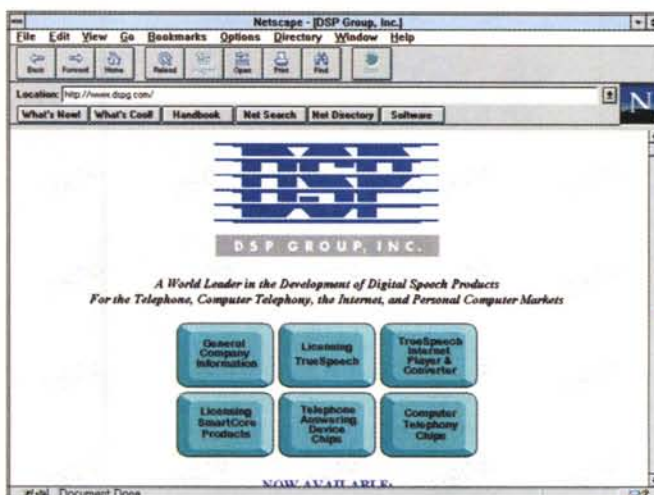 Netscape - [DSP Group, Inc.]
File Edit View Go Bookmarks Options Directory Window Help
Back Forward Home Reload Open Print Find
Location: http://www.dspg.com/
What's New! What's Cool! Handbook Net Search Net Directory Software
N
DSP
DSP GROUP, INC.
A World Leader in the Development of Digital Speech Products
For the Telephone, Computer Telephony, the Internet, and Personal Computer Markets
General
Company
Information
Licensing
TrueSpeech
TrueSpeech
Internet
Player &
Converter
Licensing
SmartCore
Products
Telephone
Answering
Device
Chips
Computer
Telephony
Chips
NOW AVAILABLE:
Document Done